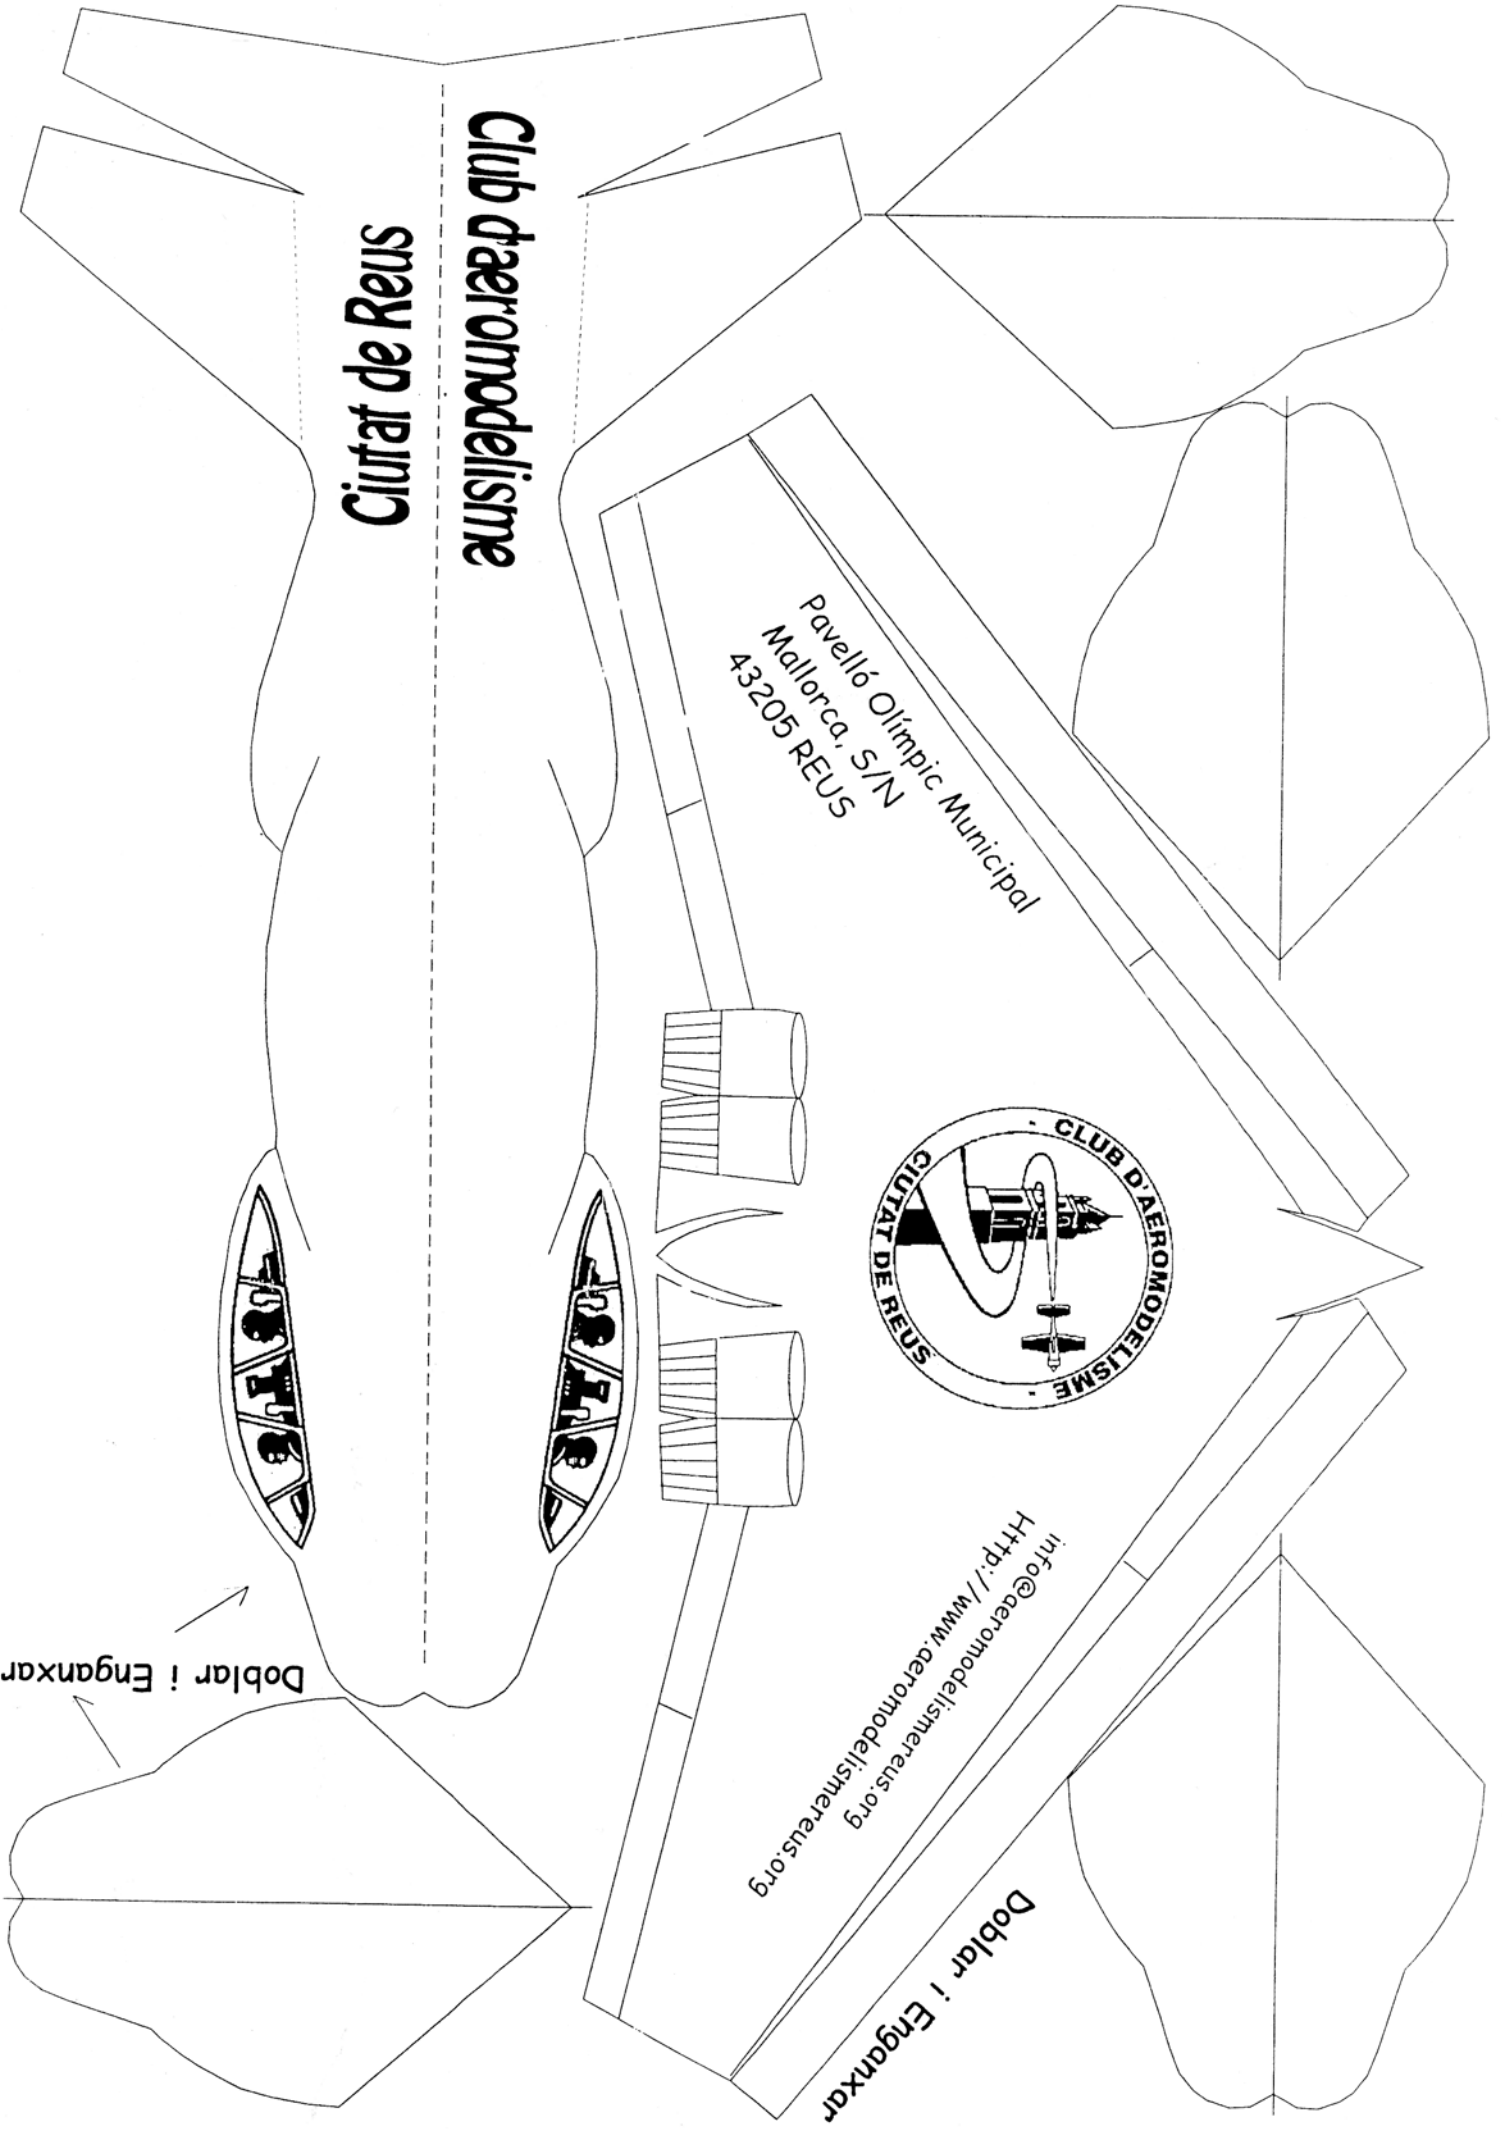 Club d'aeromodelisme
Ciutat de Reus
Pavelló Olímpic Municipal
Mallorca, S/N
43205 REUS
- CLUB D'AEROMODELISME -
CIUTAT DE REUS
info@aeromodelismereus.org
Http://www.aeromodelismereus.org
Doblar i Enganxar
Doblar i Enganxar